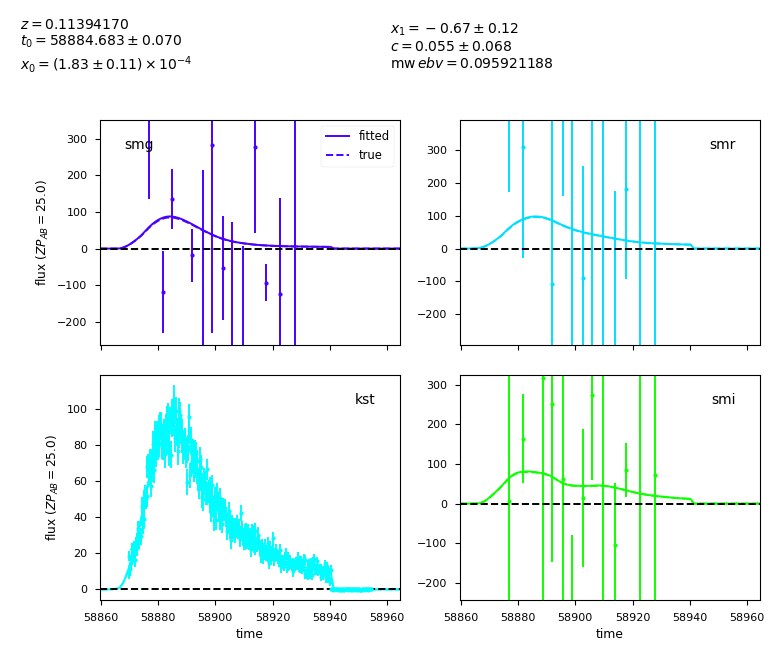 z = 0.11394170
t₀ = 58884.683 ± 0.070
x₀ = (1.83 ± 0.11) × 10⁻⁴
x₁ = −0.67 ± 0.12
c = 0.055 ± 0.068
mw ebv = 0.095921188
smg
fitted
true
300
200
100
0
−100
−200
flux (ZP_AB = 25.0)
smr
300
200
100
0
−100
−200
kst
100
80
60
40
20
0
flux (ZP_AB = 25.0)
58860 58880 58900 58920 58940 58960
time
smi
300
200
100
0
−100
−200
58860 58880 58900 58920 58940 58960
time